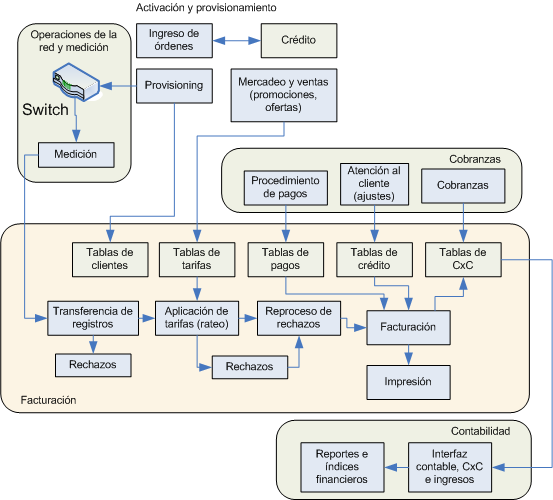 Activación y provisionamiento
Operaciones de la
red y medición
Ingreso de
órdenes
Crédito
Switch
Provisioning
Mercadeo y ventas
(promociones,
ofertas)
Medición
Cobranzas
Procedimiento
de pagos
Atención al
cliente
(ajustes)
Cobranzas
Tablas de
clientes
Tablas de
tarifas
Tablas de
pagos
Tablas de
crédito
Tablas de
CxC
Transferencia de
registros
Aplicación de
tarifas (rateo)
Reproceso de
rechazos
Facturación
Rechazos
Rechazos
Impresión
Facturación
Contabilidad
Reportes e
índices
financieros
Interfaz
contable, CxC
e ingresos